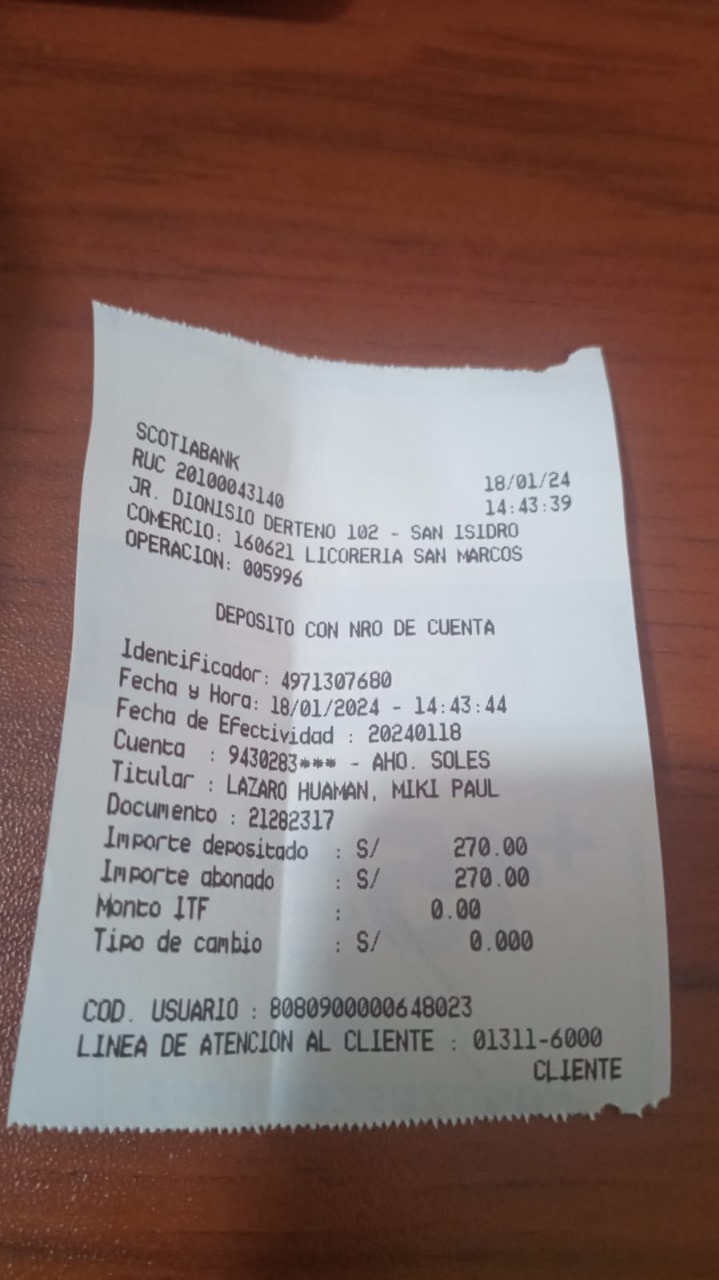 SCOTIABANK
RUC 20100043140 18/01/24
JR. DIONISIO DERTENO 102 - SAN ISIDRO 14:43:39
COMERCIO: 160621 LICORERIA SAN MARCOS
OPERACION: 005996
DEPOSITO CON NRO DE CUENTA
Identificador: 4971307680
Fecha y Hora: 18/01/2024 - 14:43:44
Fecha de Efectividad : 20240118
Cuenta : 9430283*** - AHO. SOLES
Titular : LAZARO HUAMAN, MIKI PAUL
Documento : 21282317
Importe depositado : S/ 270.00
Importe abonado : S/ 270.00
Monto ITF : 0.00
Tipo de cambio : S/ 0.000
COD. USUARIO : 8080900000648023
LINEA DE ATENCION AL CLIENTE : 01311-6000
CLIENTE